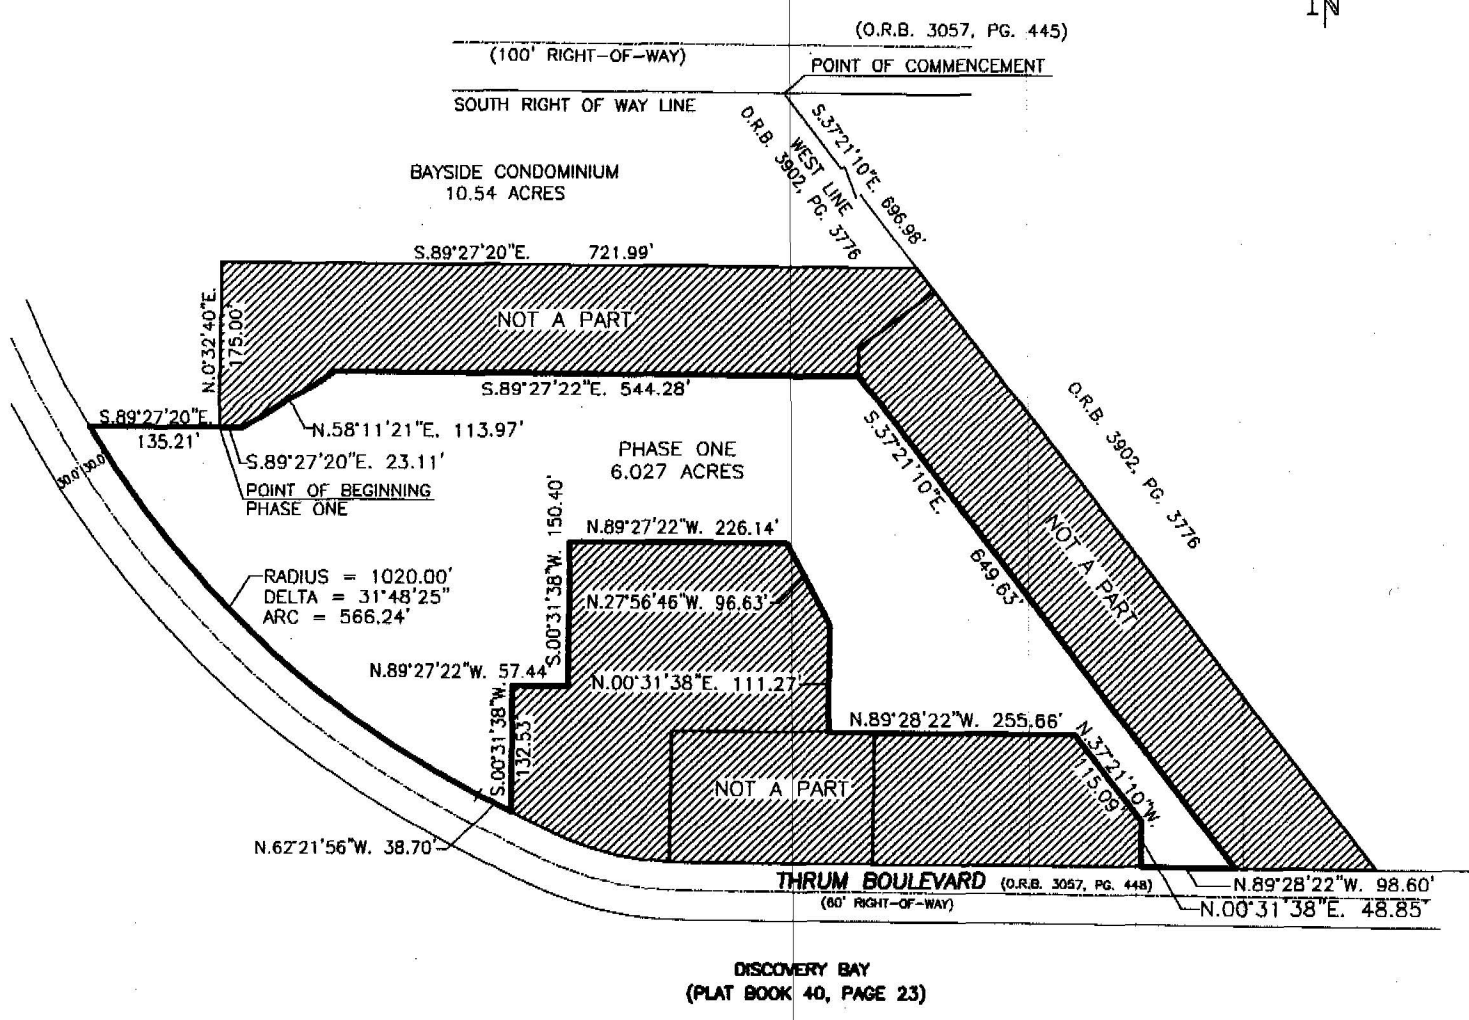 N
(O.R.B. 3057, PG. 445)
(100' RIGHT-OF-WAY)
POINT OF COMMENCEMENT
SOUTH RIGHT OF WAY LINE
S.37°21'10"E. 696.98'
WEST LINE
O.R.B. 3902, PG. 3776
BAYSIDE CONDOMINIUM
10.54 ACRES
S.89°27'20"E. 721.99'
N.0°32'40"E.
175.00'
NOT A PART
S.89°27'22"E. 544.28'
S.89°27'20"E.
135.21'
N.58°11'21"E. 113.97'
S.89°27'20"E. 23.11'
POINT OF BEGINNING
PHASE ONE
30.0' 30.0'
PHASE ONE
6.027 ACRES
S.37°21'10"E.
649.63'
O.R.B. 3902, PG. 3776
NOT A PART
N.89°27'22"W. 226.14'
S.00°31'38"W. 150.40'
RADIUS = 1020.00'
DELTA = 31°48'25"
ARC = 566.24'
N.27°56'46"W. 96.63'
N.89°27'22"W. 57.44'
N.00°31'38"E. 111.27'
S.00°31'38"W.
132.53'
N.89°28'22"W. 255.66'
N.37°21'10"W.
115.09'
NOT A PART
N.62°21'56"W. 38.70'
THRUM BOULEVARD (O.R.B. 3057, PG. 448)
(60' RIGHT-OF-WAY)
N.89°28'22"W. 98.60'
N.00°31'38"E. 48.85'
DISCOVERY BAY
(PLAT BOOK 40, PAGE 23)